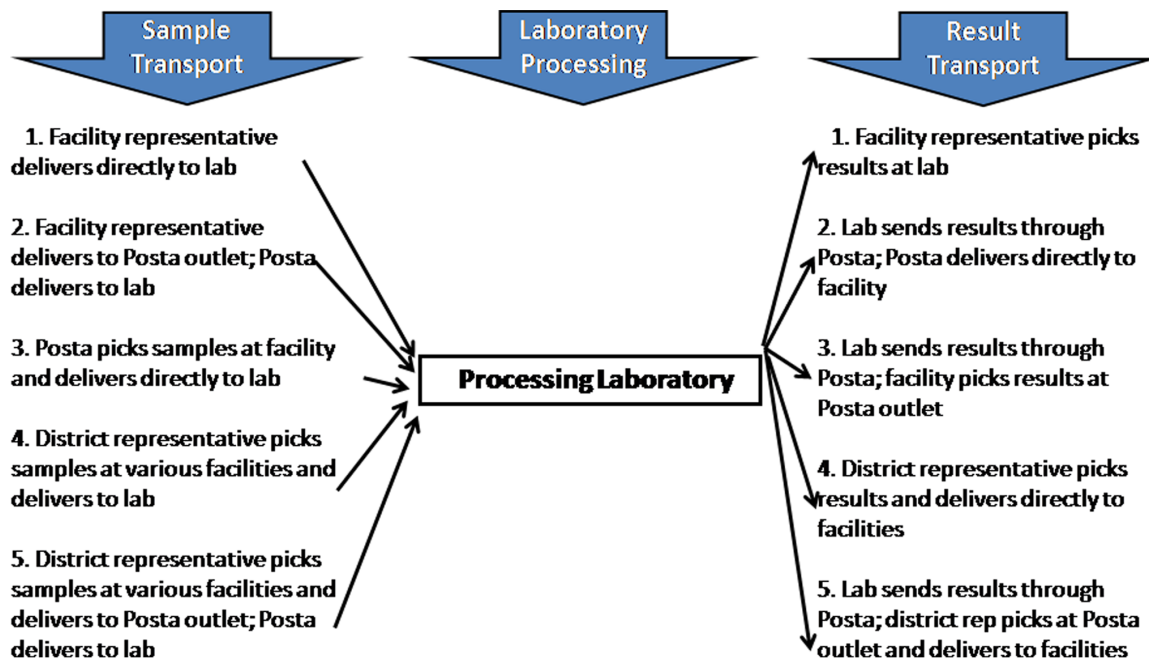 Sample
Transport
Laboratory
Processing
Result
Transport
1. Facility representative
delivers directly to lab
2. Facility representative
delivers to Posta outlet; Posta
delivers to lab
3. Posta picks samples at facility
and delivers directly to lab
4. District representative picks
samples at various facilities and
delivers to lab
5. District representative picks
samples at various facilities and
delivers to Posta outlet; Posta
delivers to lab
Processing Laboratory
1. Facility representative picks
results at lab
2. Lab sends results through
Posta; Posta delivers directly to
facility
3. Lab sends results through
Posta; facility picks results at
Posta outlet
4. District representative picks
results and delivers directly to
facilities
5. Lab sends results through
Posta; district rep picks at Posta
outlet and delivers to facilities